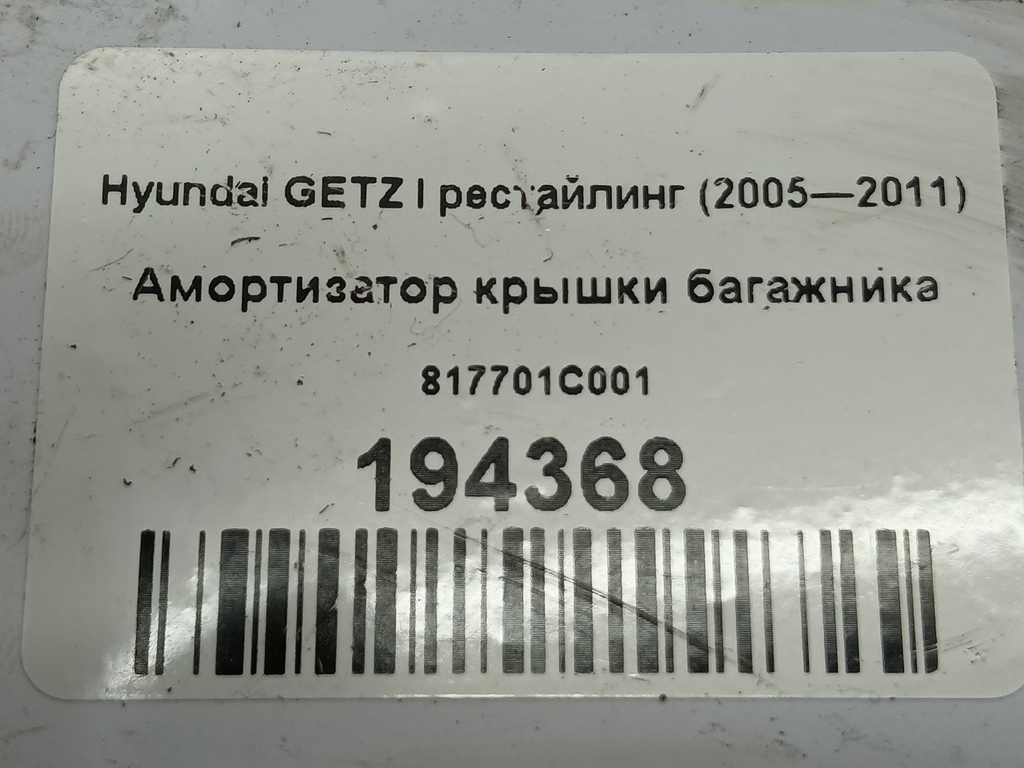 Hyundai GETZ I рестайлинг (2005—2011)
Амортизатор крышки багажника
817701C001
194368